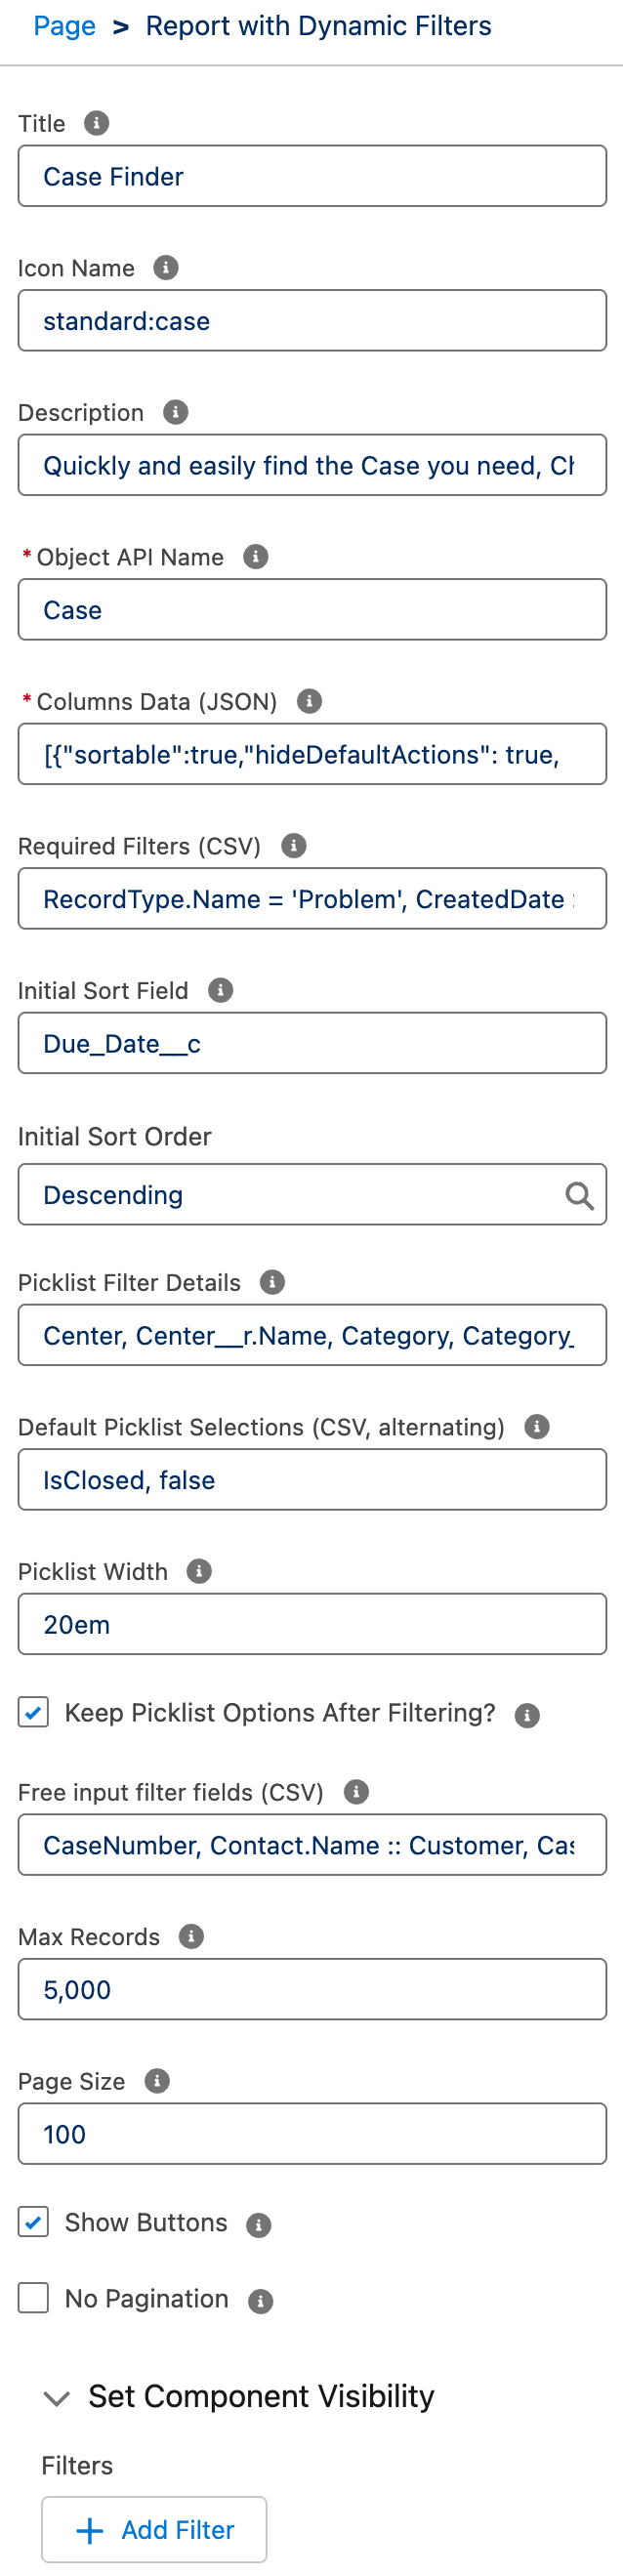 Page > Report with Dynamic Filters
Title
Case Finder
Icon Name
standard:case
Description
Quickly and easily find the Case you need, Ch
* Object API Name
Case
* Columns Data (JSON)
[{"sortable":true,"hideDefaultActions": true,
Required Filters (CSV)
RecordType.Name = 'Problem', CreatedDate
Initial Sort Field
Due_Date__c
Initial Sort Order
Descending
Picklist Filter Details
Center, Center__r.Name, Category, Category_
Default Picklist Selections (CSV, alternating)
IsClosed, false
Picklist Width
20em
Keep Picklist Options After Filtering?
Free input filter fields (CSV)
CaseNumber, Contact.Name :: Customer, Cas
Max Records
5,000
Page Size
100
Show Buttons
No Pagination
Set Component Visibility
Filters
+ Add Filter